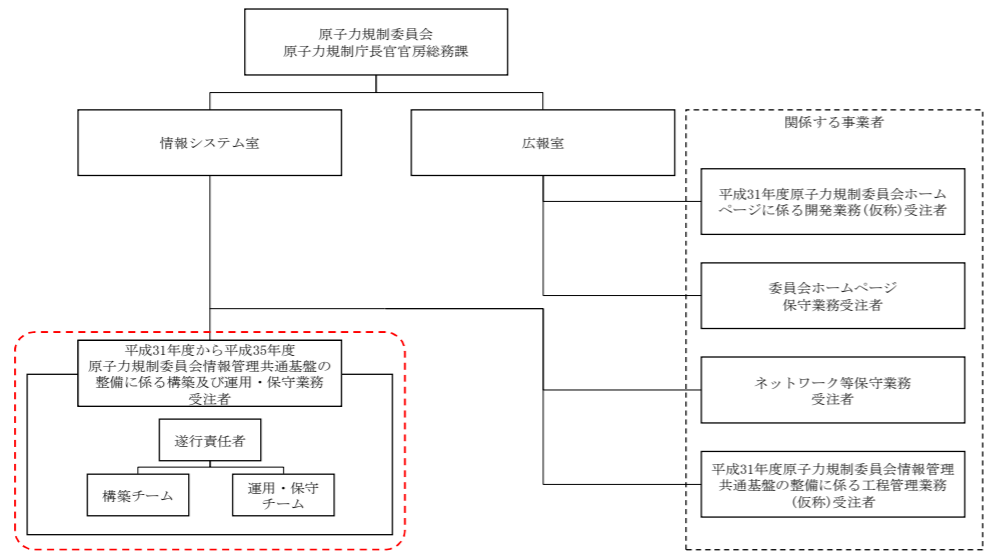 原子力規制委員会
原子力規制庁長官官房総務課
情報システム室
広報室
関係する事業者
平成31年度原子力規制委員会ホーム
ページに係る開発業務(仮称)受注者
委員会ホームページ
保守業務受注者
ネットワーク等保守業務
受注者
平成31年度原子力規制委員会情報管理
共通基盤の整備に係る工程管理業務
(仮称)受注者
平成31年度から平成35年度
原子力規制委員会情報管理共通基盤の
整備に係る構築及び運用・保守業務
受注者
遂行責任者
構築チーム
運用・保守
チーム